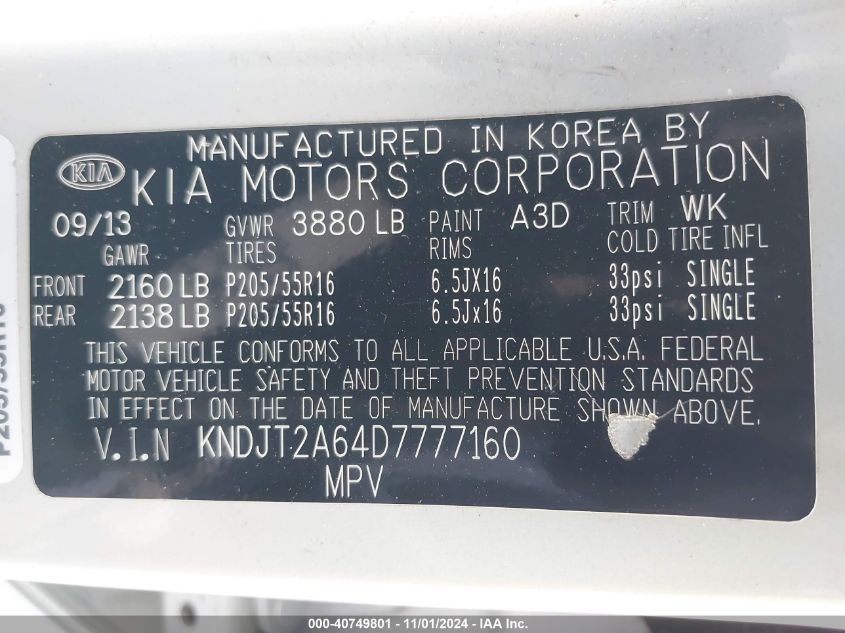 MANUFACTURED IN KOREA BY
KIA KIA MOTORS CORPORATION
09/13 GVWR 3880 LB PAINT A3D TRIM WK
GAWR TIRES RIMS COLD TIRE INFL
FRONT 2160 LB P205/55R16 6.5JX16 33psi SINGLE
REAR 2138 LB P205/55R16 6.5Jx16 33psi SINGLE
THIS VEHICLE CONFORMS TO ALL APPLICABLE U.S.A. FEDERAL
MOTOR VEHICLE SAFETY AND THEFT PREVENTION STANDARDS
IN EFFECT ON THE DATE OF MANUFACTURE SHOWN ABOVE.
V.I.N KNDJT2A64D7777160
MPV
P205/55R16
000-40749801 - 11/01/2024 - IAA Inc.